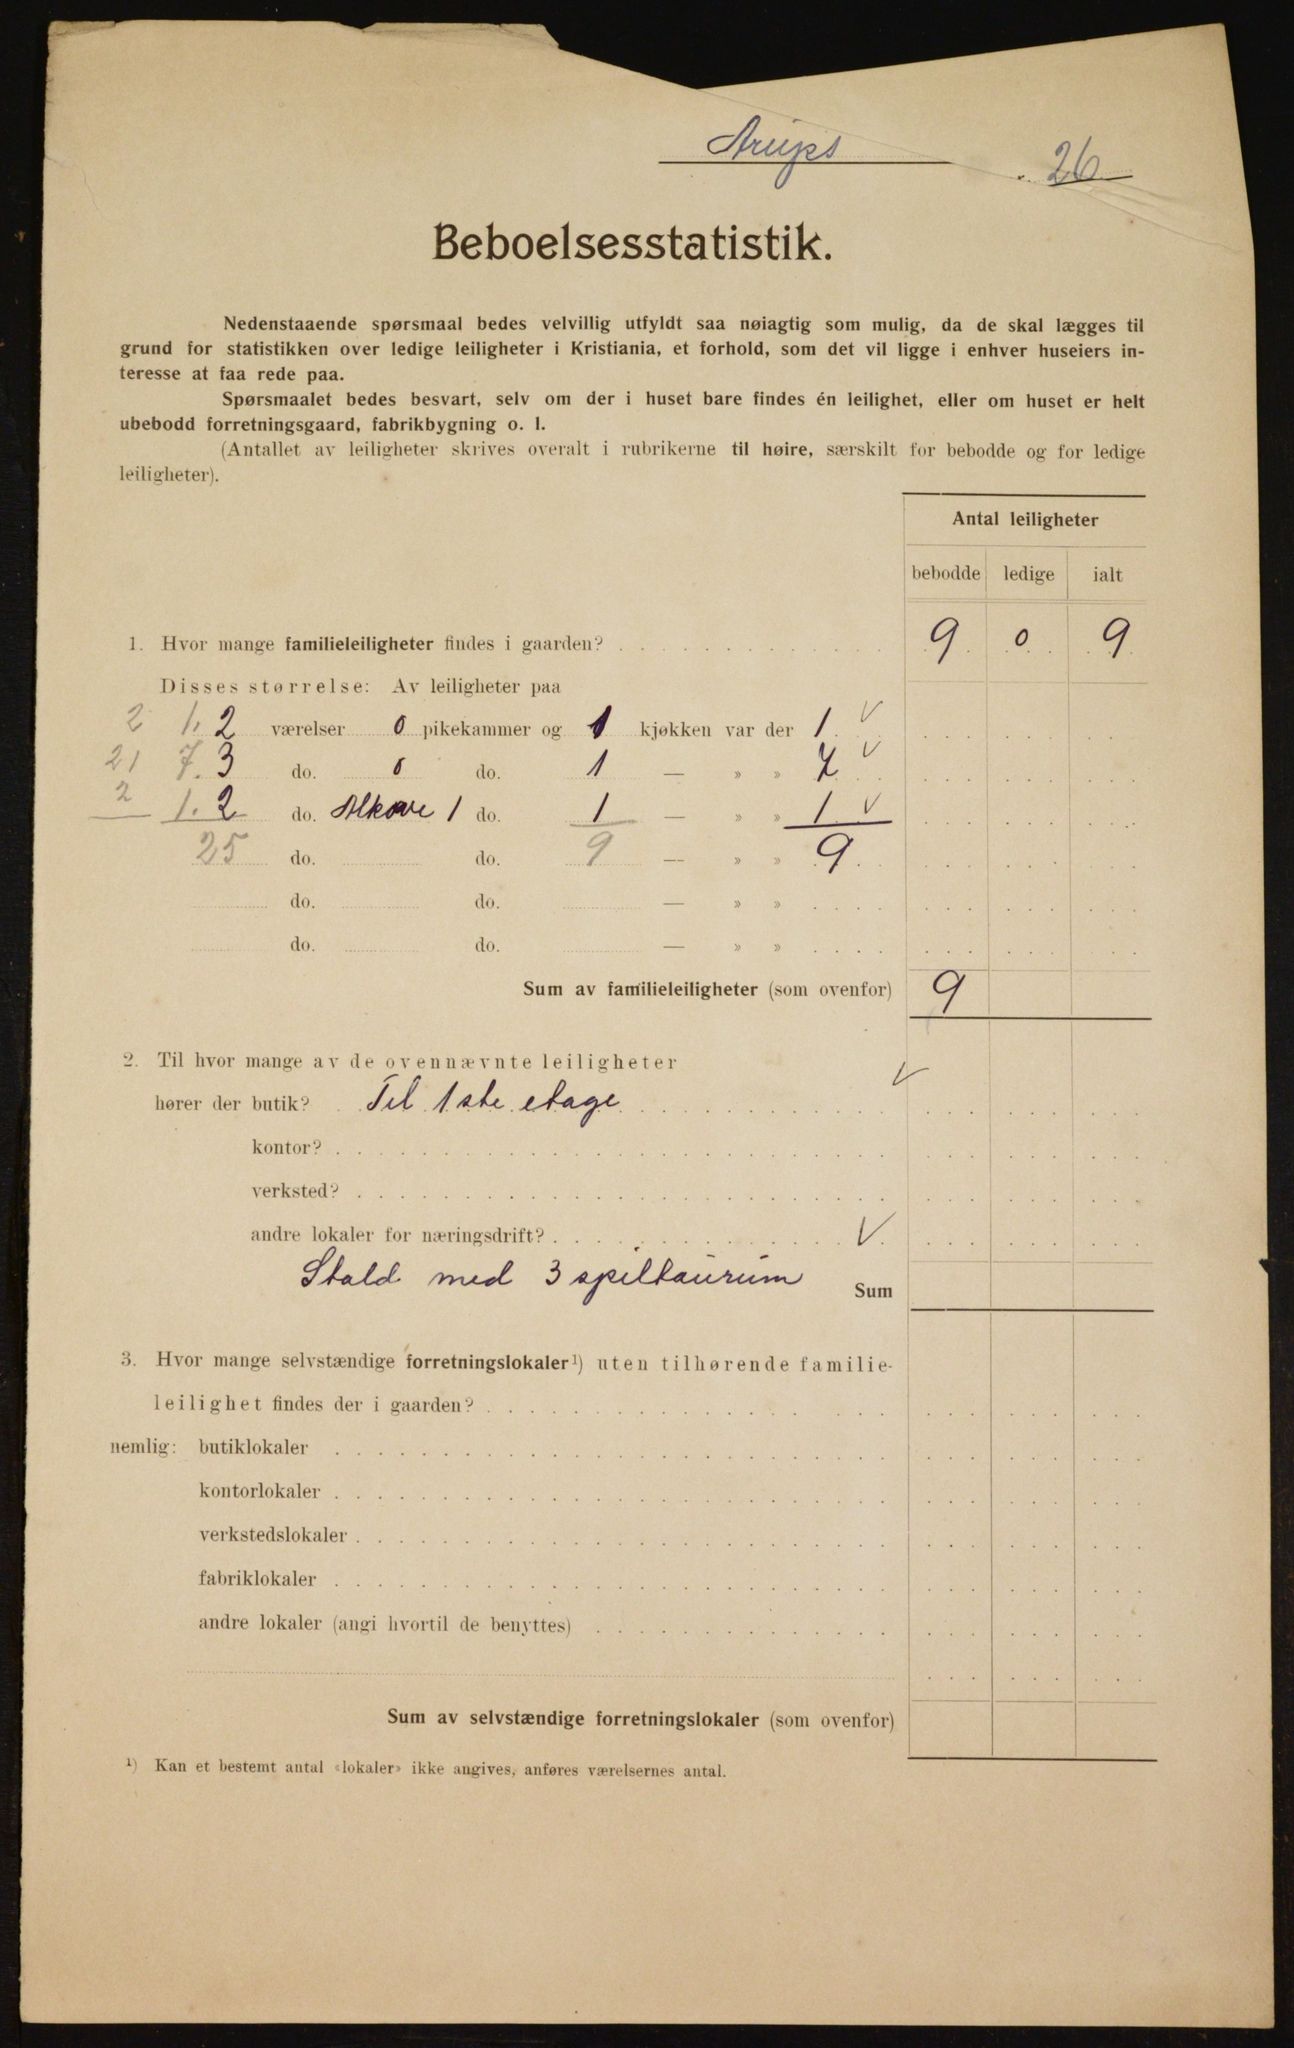 Arups . 26
Beboelsesstatistik.
Nedenstaaende spørsmaal bedes velvillig utfyldt saa nøiagtig som mulig, da de skal lægges til
grund for statistikken over ledige leiligheter i Kristiania, et forhold, som det vil ligge i enhver huseiers in-
teresse at faa rede paa.
Spørsmaalet bedes besvart, selv om der i huset bare findes én leilighet, eller om huset er helt
ubebodd forretningsgaard, fabrikbygning o. l.
(Antallet av leiligheter skrives overalt i rubrikerne til høire, særskilt for bebodde og for ledige
leiligheter).
Antal leiligheter
bebodde ledige ialt
1. Hvor mange familieleiligheter findes i gaarden? 9 0 9
Disses størrelse: Av leiligheter paa
2 1. 2 værelser 0 pikekammer og 1 kjøkken var der 1 ✓
21 7. 3 do. 0 do. 1 — » » 7 ✓
2 1. 2 do. Alkove 1 do. 1 — » » 1 ✓
25 do. do. 9 — » » 9
do. do. — » »
do. do. — » »
Sum av familieleiligheter (som ovenfor) 9
2. Til hvor mange av de ovennævnte leiligheter ✓
hører der butik? Til 1ste etage
kontor?
verksted?
andre lokaler for næringsdrift? ✓
Stald med 3 spiltaurum Sum
3. Hvor mange selvstændige forretningslokaler¹) uten tilhørende familie-
leilighet findes der i gaarden?
nemlig: butiklokaler
kontorlokaler
verkstedslokaler
fabriklokaler
andre lokaler (angi hvortil de benyttes)
Sum av selvstændige forretningslokaler (som ovenfor)
¹) Kan et bestemt antal «lokaler» ikke angives, anføres værelsernes antal.